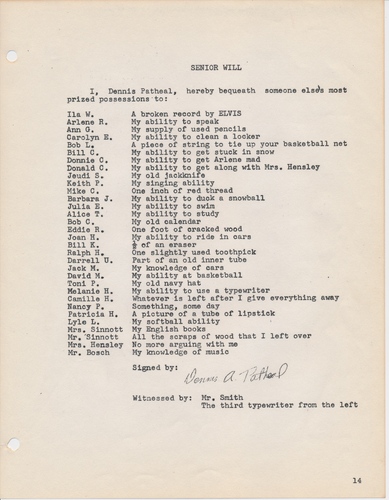 SENIOR WILL
I, Dennis Patheal, hereby bequeath someone else's most
prized possessions to:
Ila W. A broken record by ELVIS
Arlene R. My ability to speak
Ann G. My supply of used pencils
Carolyn E. My ability to clean a locker
Bob L. A piece of string to tie up your basketball net
Bill C. My ability to get stuck in snow
Donnie C. My ability to get Arlene mad
Donald C. My ability to get along with Mrs. Hensley
Jeudi S. My old jackknife
Keith P. My singing ability
Mike C. One inch of red thread
Barbara J. My ability to duck a snowball
Julia E. My ability to swim
Alice T. My ability to study
Bob C. My old calendar
Eddie R. One foot of cracked wood
Joan H. My ability to ride in cars
Bill K. ½ of an eraser
Ralph H. One slightly used toothpick
Darrell U. Part of an old inner tube
Jack M. My knowledge of cars
David M. My ability at basketball
Toni P. My old navy hat
Melanie H. My ability to use a typewriter
Camille H. Whatever is left after I give everything away
Nancy P. Something, some day
Patricia H. A picture of a tube of lipstick
Lyle L. My softball ability
Mrs. Sinnott My English books
Mr. Sinnott All the scraps of wood that I left over
Mrs. Hensley No more arguing with me
Mr. Bosch My knowledge of music
Signed by:
Dennis A. Patheal
Witnessed by: Mr. Smith
The third typewriter from the left
14